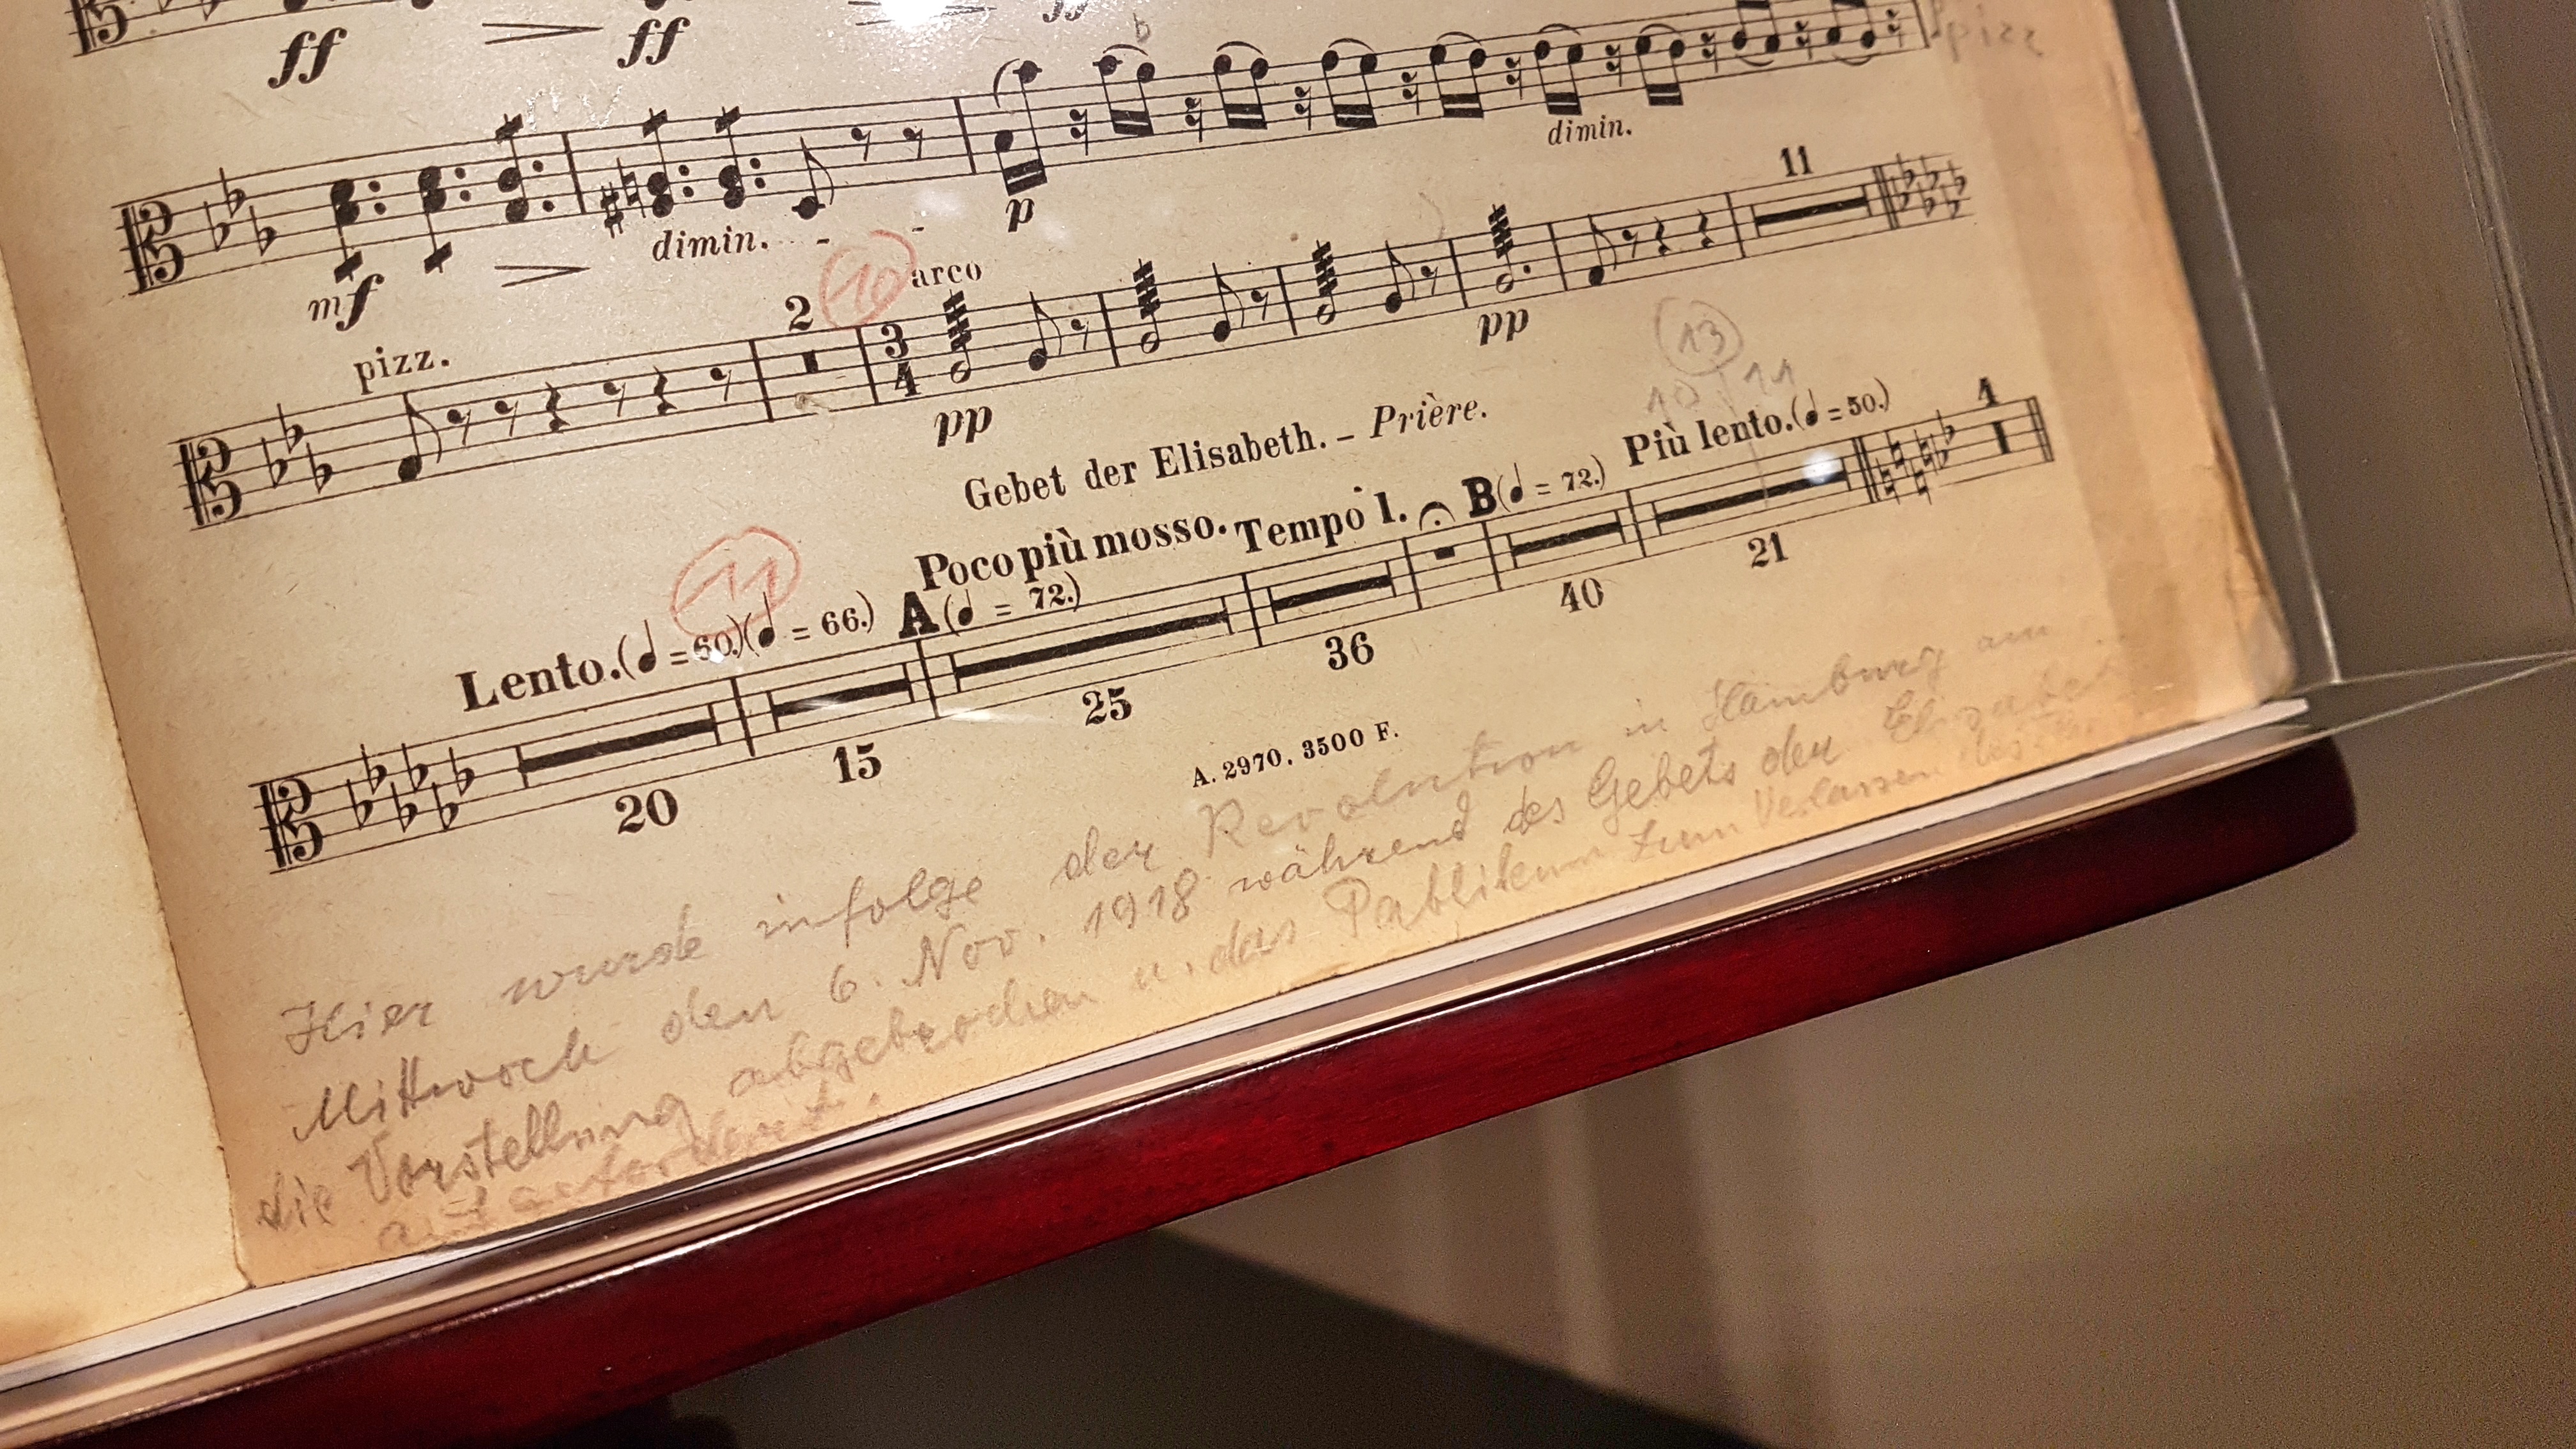 ff ff ff
b
pizz
p dimin.
mf dimin. - -
11
10 arco
pizz. 2
3 4 pp pp
13
10 11
Gebet der Elisabeth. - Prière.
11
Lento.(♩ = 60.)(♩ = 66.) A (♩ = 72.) Poco più mosso. Tempo I. B (♩ = 72.) Più lento.(♩ = 50.) 1
20 15 25 36 40 21
A. 2970. 3500 F.
Hier wurde infolge der Revolution in Hamburg am
Mittwoch den 6. Nov. 1918 während des Gebets der Elisabeth
die Vorstellung abgebrochen u. das Publikum zum Verlassen des
aufgefordert.